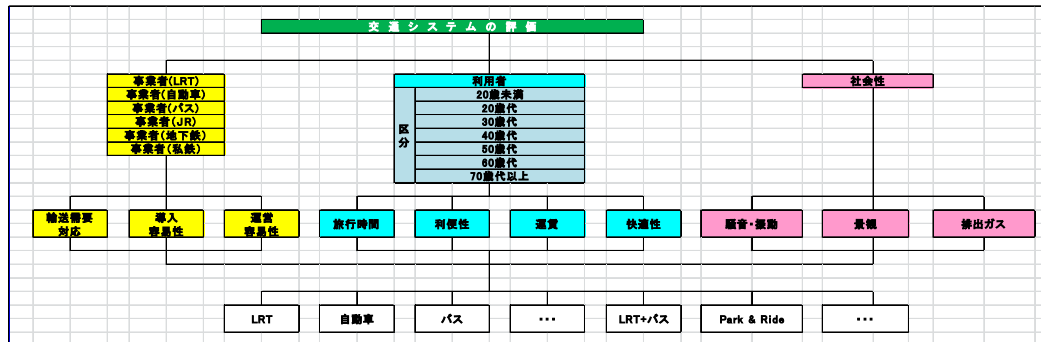 交通システムの評価
事業者(LRT)
事業者(自動車)
事業者(バス)
事業者(JR)
事業者(地下鉄)
事業者(私鉄)
利用者
区分
20歳未満
20歳代
30歳代
40歳代
50歳代
60歳代
70歳代以上
社会性
輸送需要
対応
導入
容易性
運営
容易性
旅行時間
利便性
運賃
快適性
騒音・振動
景観
排出ガス
LRT
自動車
バス
・・・
LRT+バス
Park & Ride
・・・